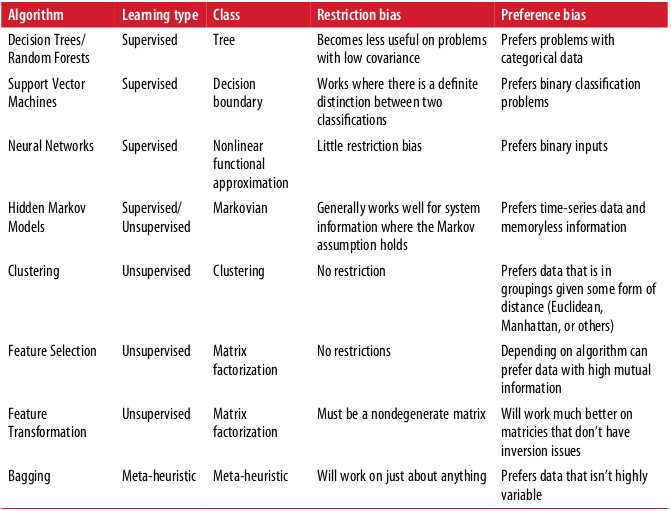 Algorithm Learning type Class Restriction bias Preference bias
Decision Trees/ Supervised Tree Becomes less useful on problems Prefers problems with
Random Forests with low covariance categorical data
Support Vector Supervised Decision Works where there is a definite Prefers binary classification
Machines boundary distinction between two problems
classifications
Neural Networks Supervised Nonlinear Little restriction bias Prefers binary inputs
functional
approximation
Hidden Markov Supervised/ Markovian Generally works well for system Prefers time-series data and
Models Unsupervised information where the Markov memoryless information
assumption holds
Clustering Unsupervised Clustering No restriction Prefers data that is in
groupings given some form of
distance (Euclidean,
Manhattan, or others)
Feature Selection Unsupervised Matrix No restrictions Depending on algorithm can
factorization prefer data with high mutual
information
Feature Unsupervised Matrix Must be a nondegenerate matrix Will work much better on
Transformation factorization matricies that don’t have
inversion issues
Bagging Meta-heuristic Meta-heuristic Will work on just about anything Prefers data that isn’t highly
variable